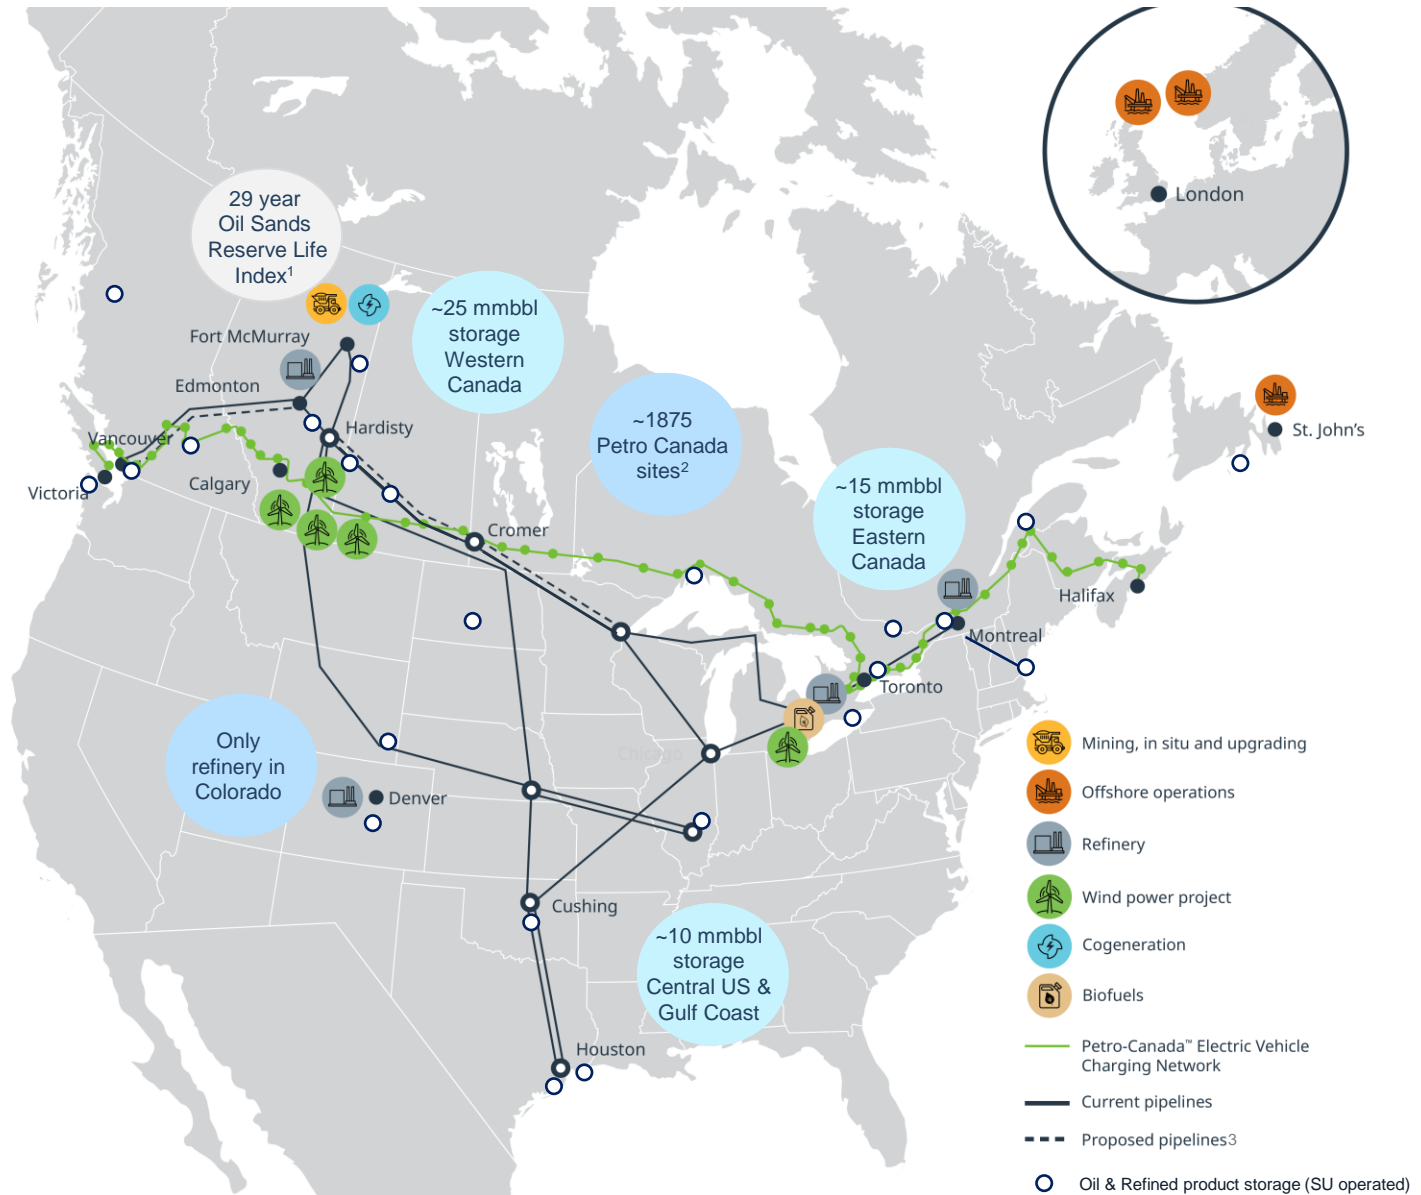 London
29 year
Oil Sands
Reserve Life
Index1
~25 mmbbl
storage
Western
Canada
Fort McMurray
Edmonton
~1875
Petro Canada
sites2
Hardisty
St. John's
Vancouver
Calgary
Victoria
~15 mmbbl
storage
Eastern
Canada
Cromer
Halifax
Montreal
Toronto
Chicago
Only
refinery in
Colorado
Denver
Cushing
~10 mmbbl
storage
Central US &
Gulf Coast
Houston
Mining, in situ and upgrading
Offshore operations
Refinery
Wind power project
Cogeneration
Biofuels
Petro-Canada™ Electric Vehicle
Charging Network
Current pipelines
Proposed pipelines3
Oil & Refined product storage (SU operated)